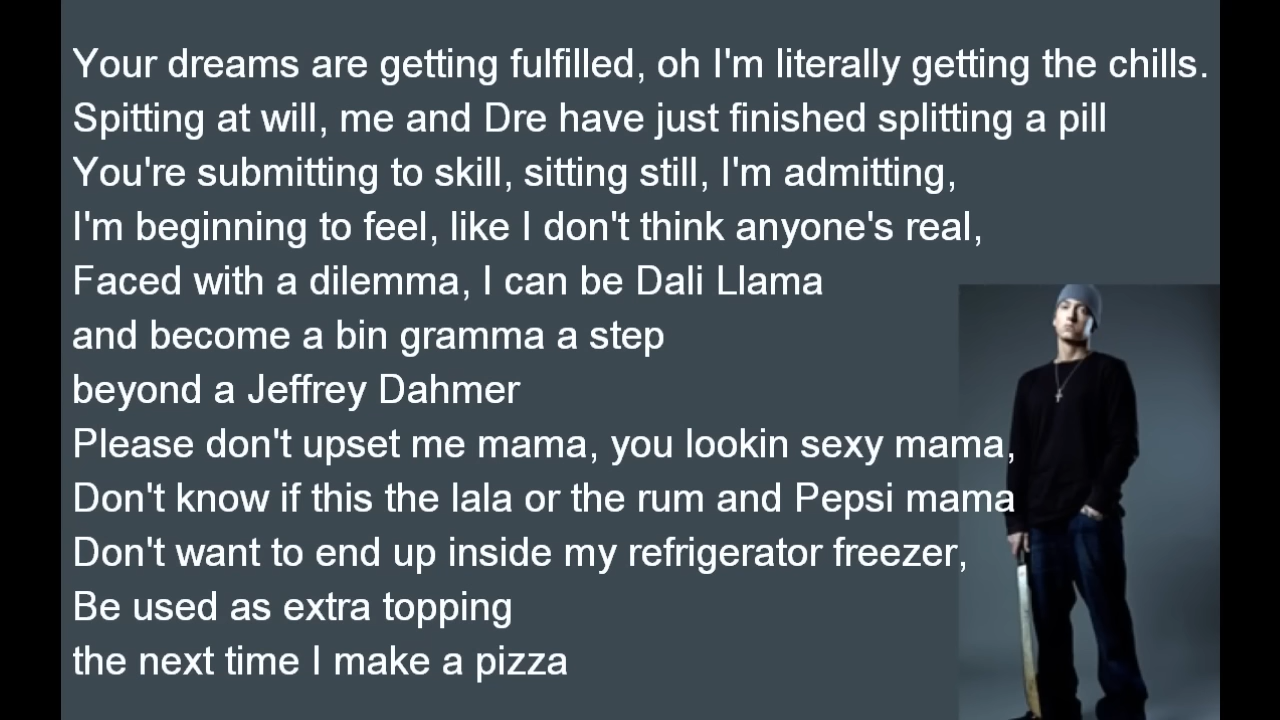 Your dreams are getting fulfilled, oh I'm literally getting the chills.
Spitting at will, me and Dre have just finished splitting a pill
You're submitting to skill, sitting still, I'm admitting,
I'm beginning to feel, like I don't think anyone's real,
Faced with a dilemma, I can be Dali Llama
and become a bin gramma a step
beyond a Jeffrey Dahmer
Please don't upset me mama, you lookin sexy mama,
Don't know if this the lala or the rum and Pepsi mama
Don't want to end up inside my refrigerator freezer,
Be used as extra topping
the next time I make a pizza